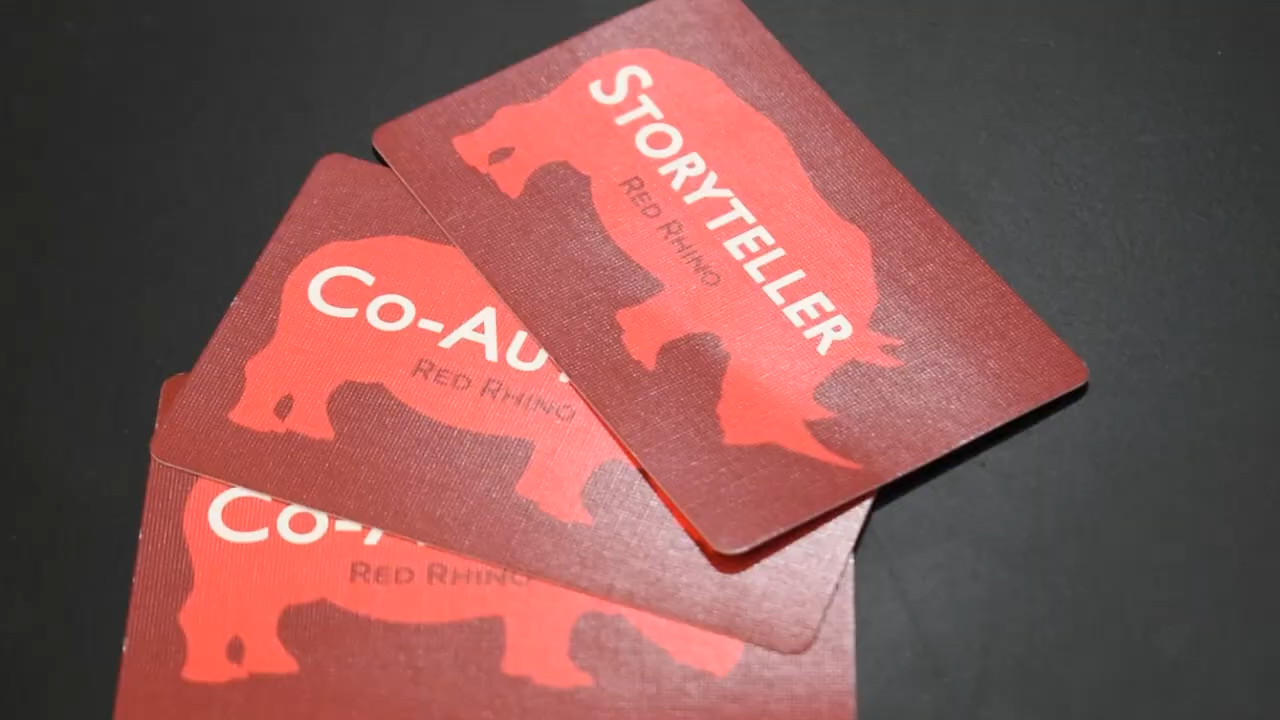 STORYTELLER
RED RHINO
CO-AU
RED RHINO
CO-
RED RHINO